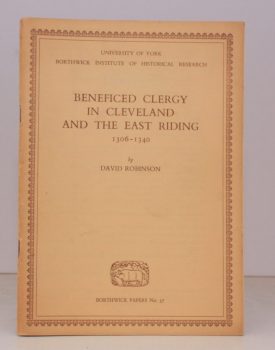 UNIVERSITY OF YORK
BORTHWICK INSTITUTE OF HISTORICAL RESEARCH
BENEFICED CLERGY
IN CLEVELAND
AND THE EAST RIDING
1306-1340
by
DAVID ROBINSON
BORTHWICK PAPERS No. 37